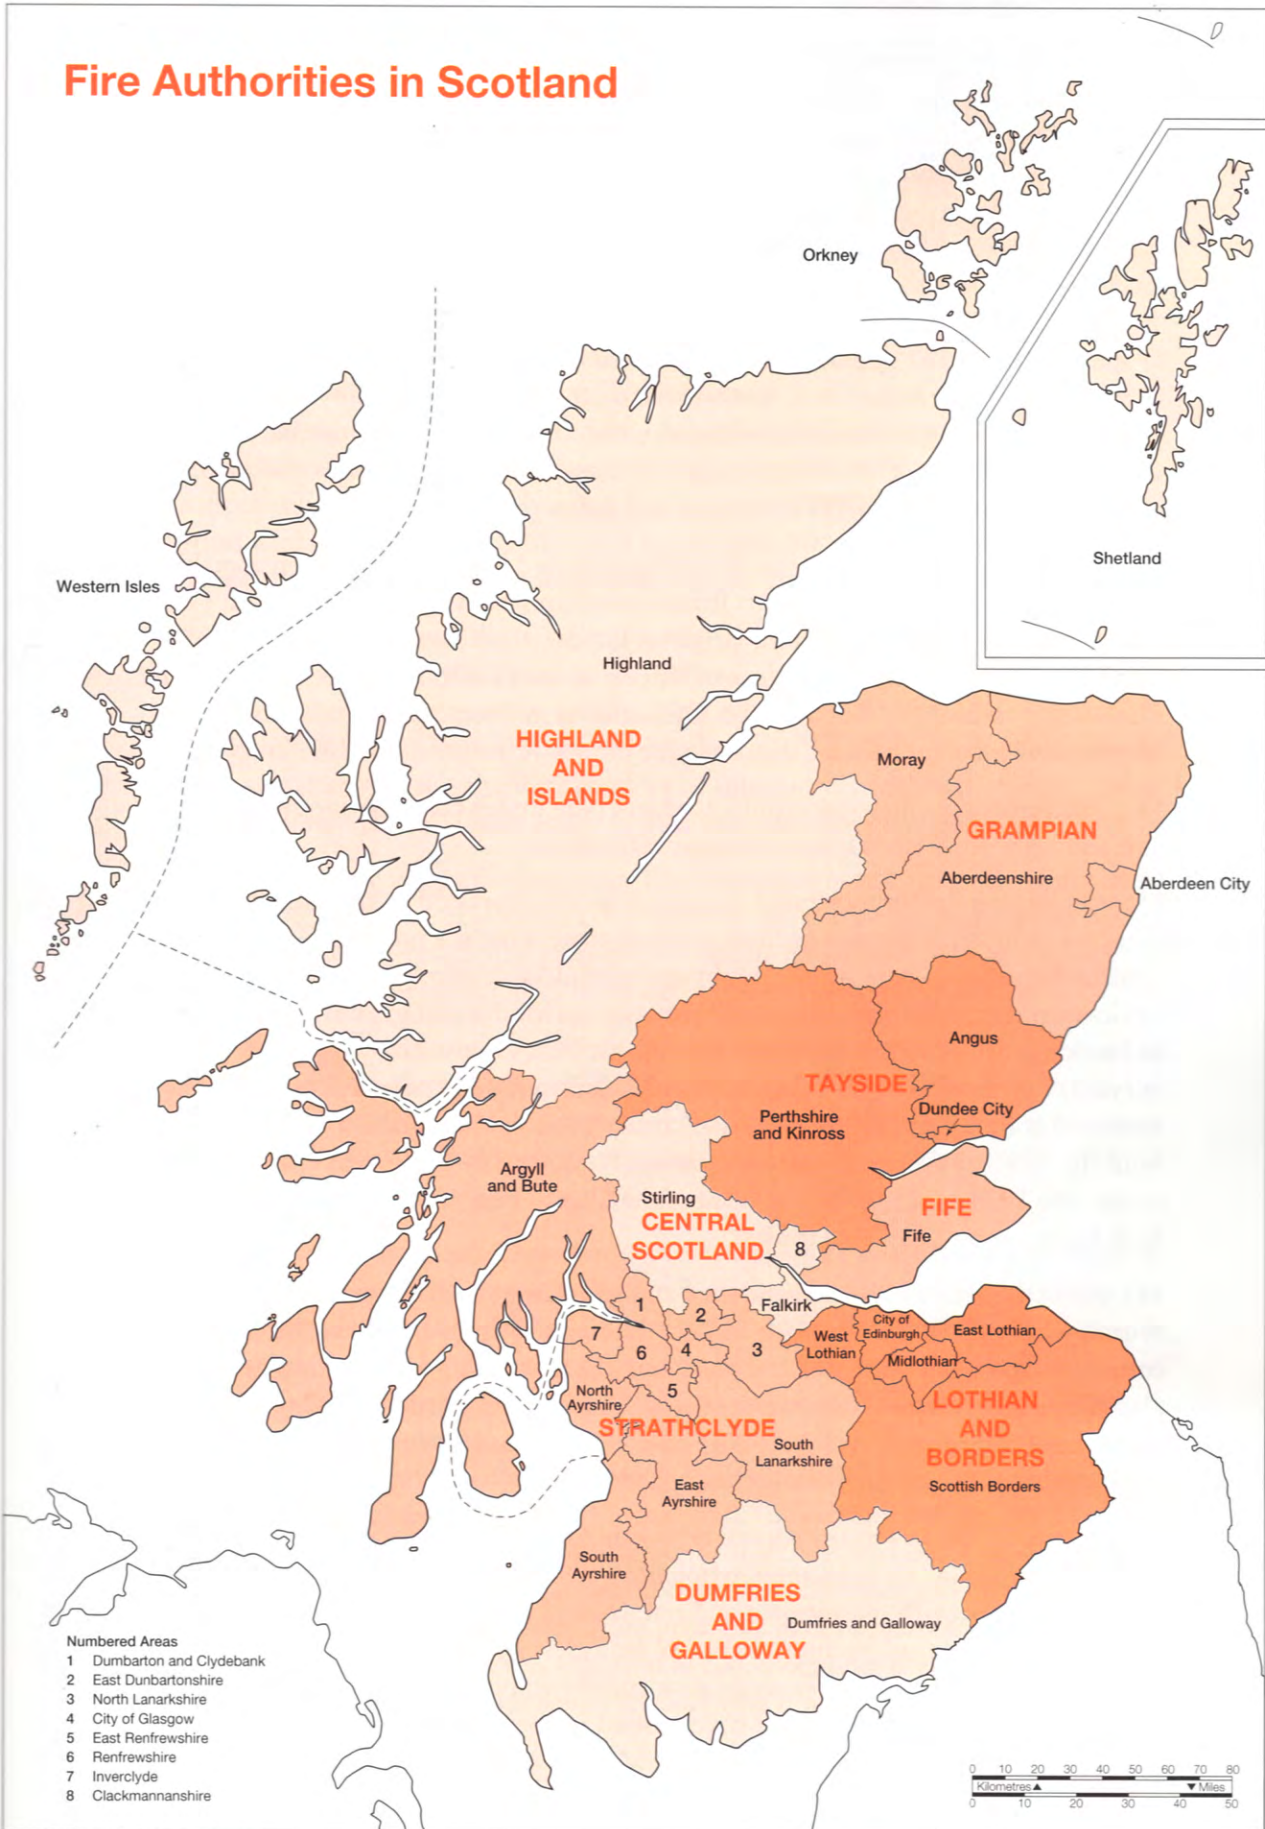 Fire Authorities in Scotland
Orkney
Shetland
Western Isles
Highland
HIGHLAND
AND
ISLANDS
Moray
GRAMPIAN
Aberdeenshire
Aberdeen City
Angus
TAYSIDE
Dundee City
Perthshire
and Kinross
Argyll
and Bute
Stirling
CENTRAL
SCOTLAND
8
FIFE
Fife
Falkirk
1
2
3
4
5
6
7
West
Lothian
City of
Edinburgh
East Lothian
Midlothian
LOTHIAN
AND
BORDERS
Scottish Borders
North
Ayrshire
STRATHCLYDE
South
Lanarkshire
East
Ayrshire
South
Ayrshire
DUMFRIES
AND
GALLOWAY
Dumfries and Galloway
Numbered Areas
1 Dumbarton and Clydebank
2 East Dunbartonshire
3 North Lanarkshire
4 City of Glasgow
5 East Renfrewshire
6 Renfrewshire
7 Inverclyde
8 Clackmannanshire
0 10 20 30 40 50 60 70 80
Kilometres▲ ▼Miles
0 10 20 30 40 50